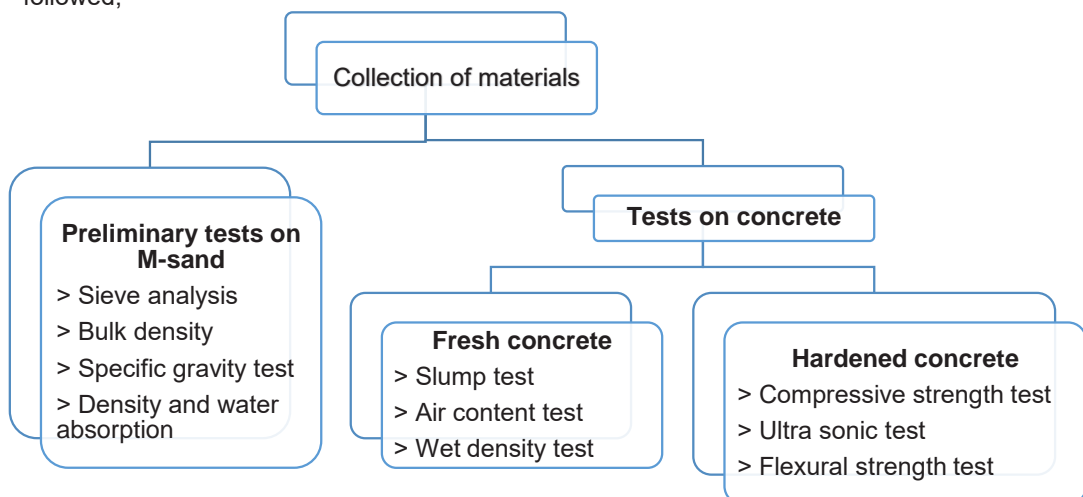 followed;
Collection of materials
Preliminary tests on
M-sand
> Sieve analysis
> Bulk density
> Specific gravity test
> Density and water
absorption
Tests on concrete
Fresh concrete
> Slump test
> Air content test
> Wet density test
Hardened concrete
> Compressive strength test
> Ultra sonic test
> Flexural strength test